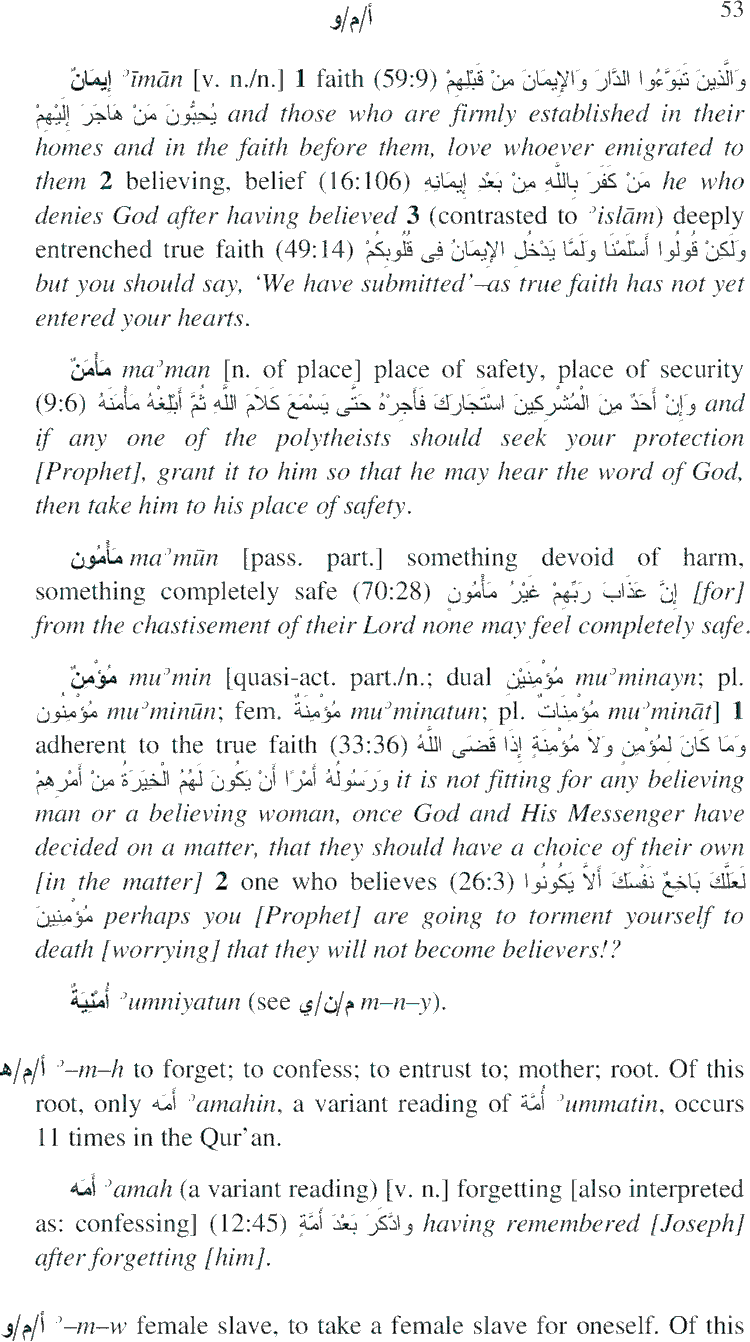 أ/م/و 53
إِيمَانٌ ʾīmān [v. n./n.] 1 faith (59:9) وَالَّذِينَ تَبَوَّءُوا الدَّارَ وَالإِيمَانَ مِنْ قَبْلِهِمْ
يُحِبُّونَ مَنْ هَاجَرَ إِلَيْهِمْ and those who are firmly established in their
homes and in the faith before them, love whoever emigrated to
them 2 believing, belief (16:106) مَنْ كَفَرَ بِاللَّهِ مِنْ بَعْدِ إِيمَانِهِ he who
denies God after having believed 3 (contrasted to ʾislām) deeply
entrenched true faith (49:14) وَلَكِنْ قُولُوا أَسْلَمْنَا وَلَمَّا يَدْخُلِ الإِيمَانُ فِى قُلُوبِكُمْ
but you should say, ‘We have submitted’–as true faith has not yet
entered your hearts.
مَأْمَنٌ maʾman [n. of place] place of safety, place of security
(9:6) وَإِنْ أَحَدٌ مِنَ الْمُشْرِكِينَ اسْتَجَارَكَ فَأَجِرْهُ حَتَّى يَسْمَعَ كَلَامَ اللَّهِ ثُمَّ أَبْلِغْهُ مَأْمَنَهُ and
if any one of the polytheists should seek your protection
[Prophet], grant it to him so that he may hear the word of God,
then take him to his place of safety.
مَأْمُون maʾmūn [pass. part.] something devoid of harm,
something completely safe (70:28) إِنَّ عَذَابَ رَبِّهِمْ غَيْرُ مَأْمُونٍ [for]
from the chastisement of their Lord none may feel completely safe.
مُؤْمِنٌ muʾmin [quasi-act. part./n.; dual مُؤْمِنَيْنِ muʾminayn; pl.
مُؤْمِنُون muʾminūn; fem. مُؤْمِنَةٌ muʾminatun; pl. مُؤْمِنَاتٌ muʾmināt] 1
adherent to the true faith (33:36) وَمَا كَانَ لِمُؤْمِنٍ وَلاَ مُؤْمِنَةٍ إِذَا قَضَى اللَّهُ
وَرَسُولُهُ أَمْرًا أَنْ يَكُونَ لَهُمُ الْخِيَرَةُ مِنْ أَمْرِهِمْ it is not fitting for any believing
man or a believing woman, once God and His Messenger have
decided on a matter, that they should have a choice of their own
[in the matter] 2 one who believes (26:3) لَعَلَّكَ بَاخِعٌ نَفْسَكَ أَلاَّ يَكُونُوا
مُؤْمِنِينَ perhaps you [Prophet] are going to torment yourself to
death [worrying] that they will not become believers!?
أُمْنِيَةٌ ʾumniyatun (see م/ن/ي m–n–y).
أ/م/هـ ʾ–m–h to forget; to confess; to entrust to; mother; root. Of this
root, only أَمَه ʾamahin, a variant reading of أُمَّة ʾummatin, occurs
11 times in the Qur’an.
أَمَه ʾamah (a variant reading) [v. n.] forgetting [also interpreted
as: confessing] (12:45) وادَّكَرَ بَعْدَ أُمَّةٍ having remembered [Joseph]
after forgetting [him].
أ/م/و ʾ–m–w female slave, to take a female slave for oneself. Of this